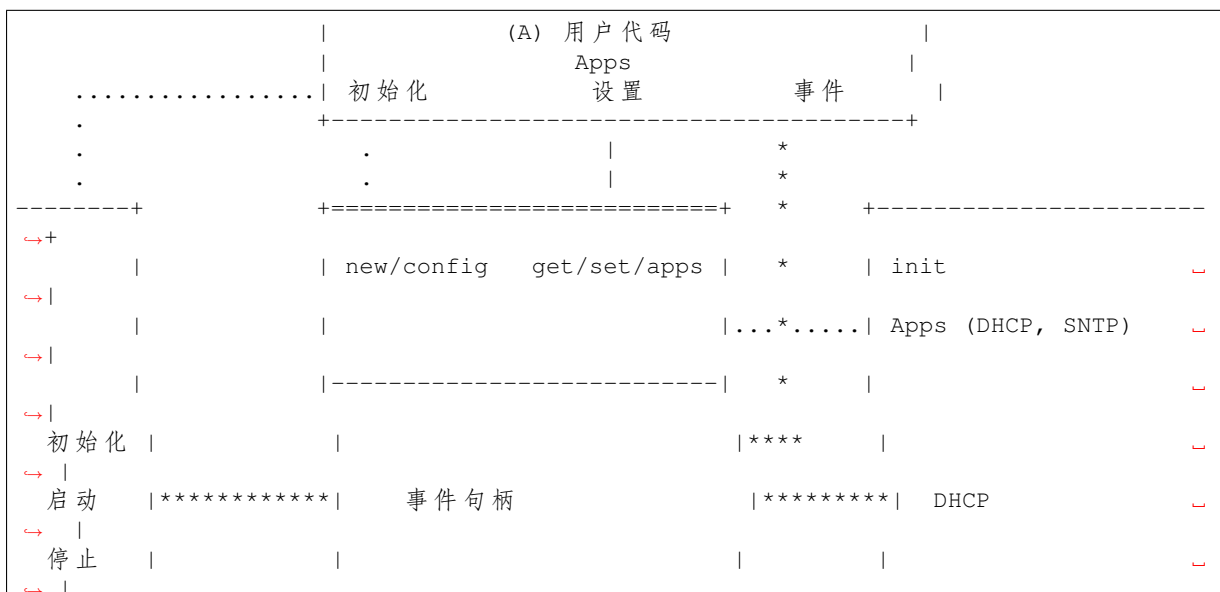 |            (A) 用户代码                 |
                      |                 Apps                   |
    .................| 初始化            设置            事件      |
    .                +----------------------------------------+
    .                   .                |           *
    .                   .                |           *
--------+            +===========================+   *     +-----------------------
↪+
        |            | new/config   get/set/apps |   *     | init                 ␣
↪|
        |            |                           |...*.....| Apps (DHCP, SNTP)    ␣
↪|
        |            |---------------------------|   *     |                      ␣
↪|
  初始化 |            |                           |****     |                      ␣
↪ |
  启动   |************|     事件句柄                |*********|  DHCP                ␣
↪  |
  停止   |            |                           |         |                      ␣
↪ |